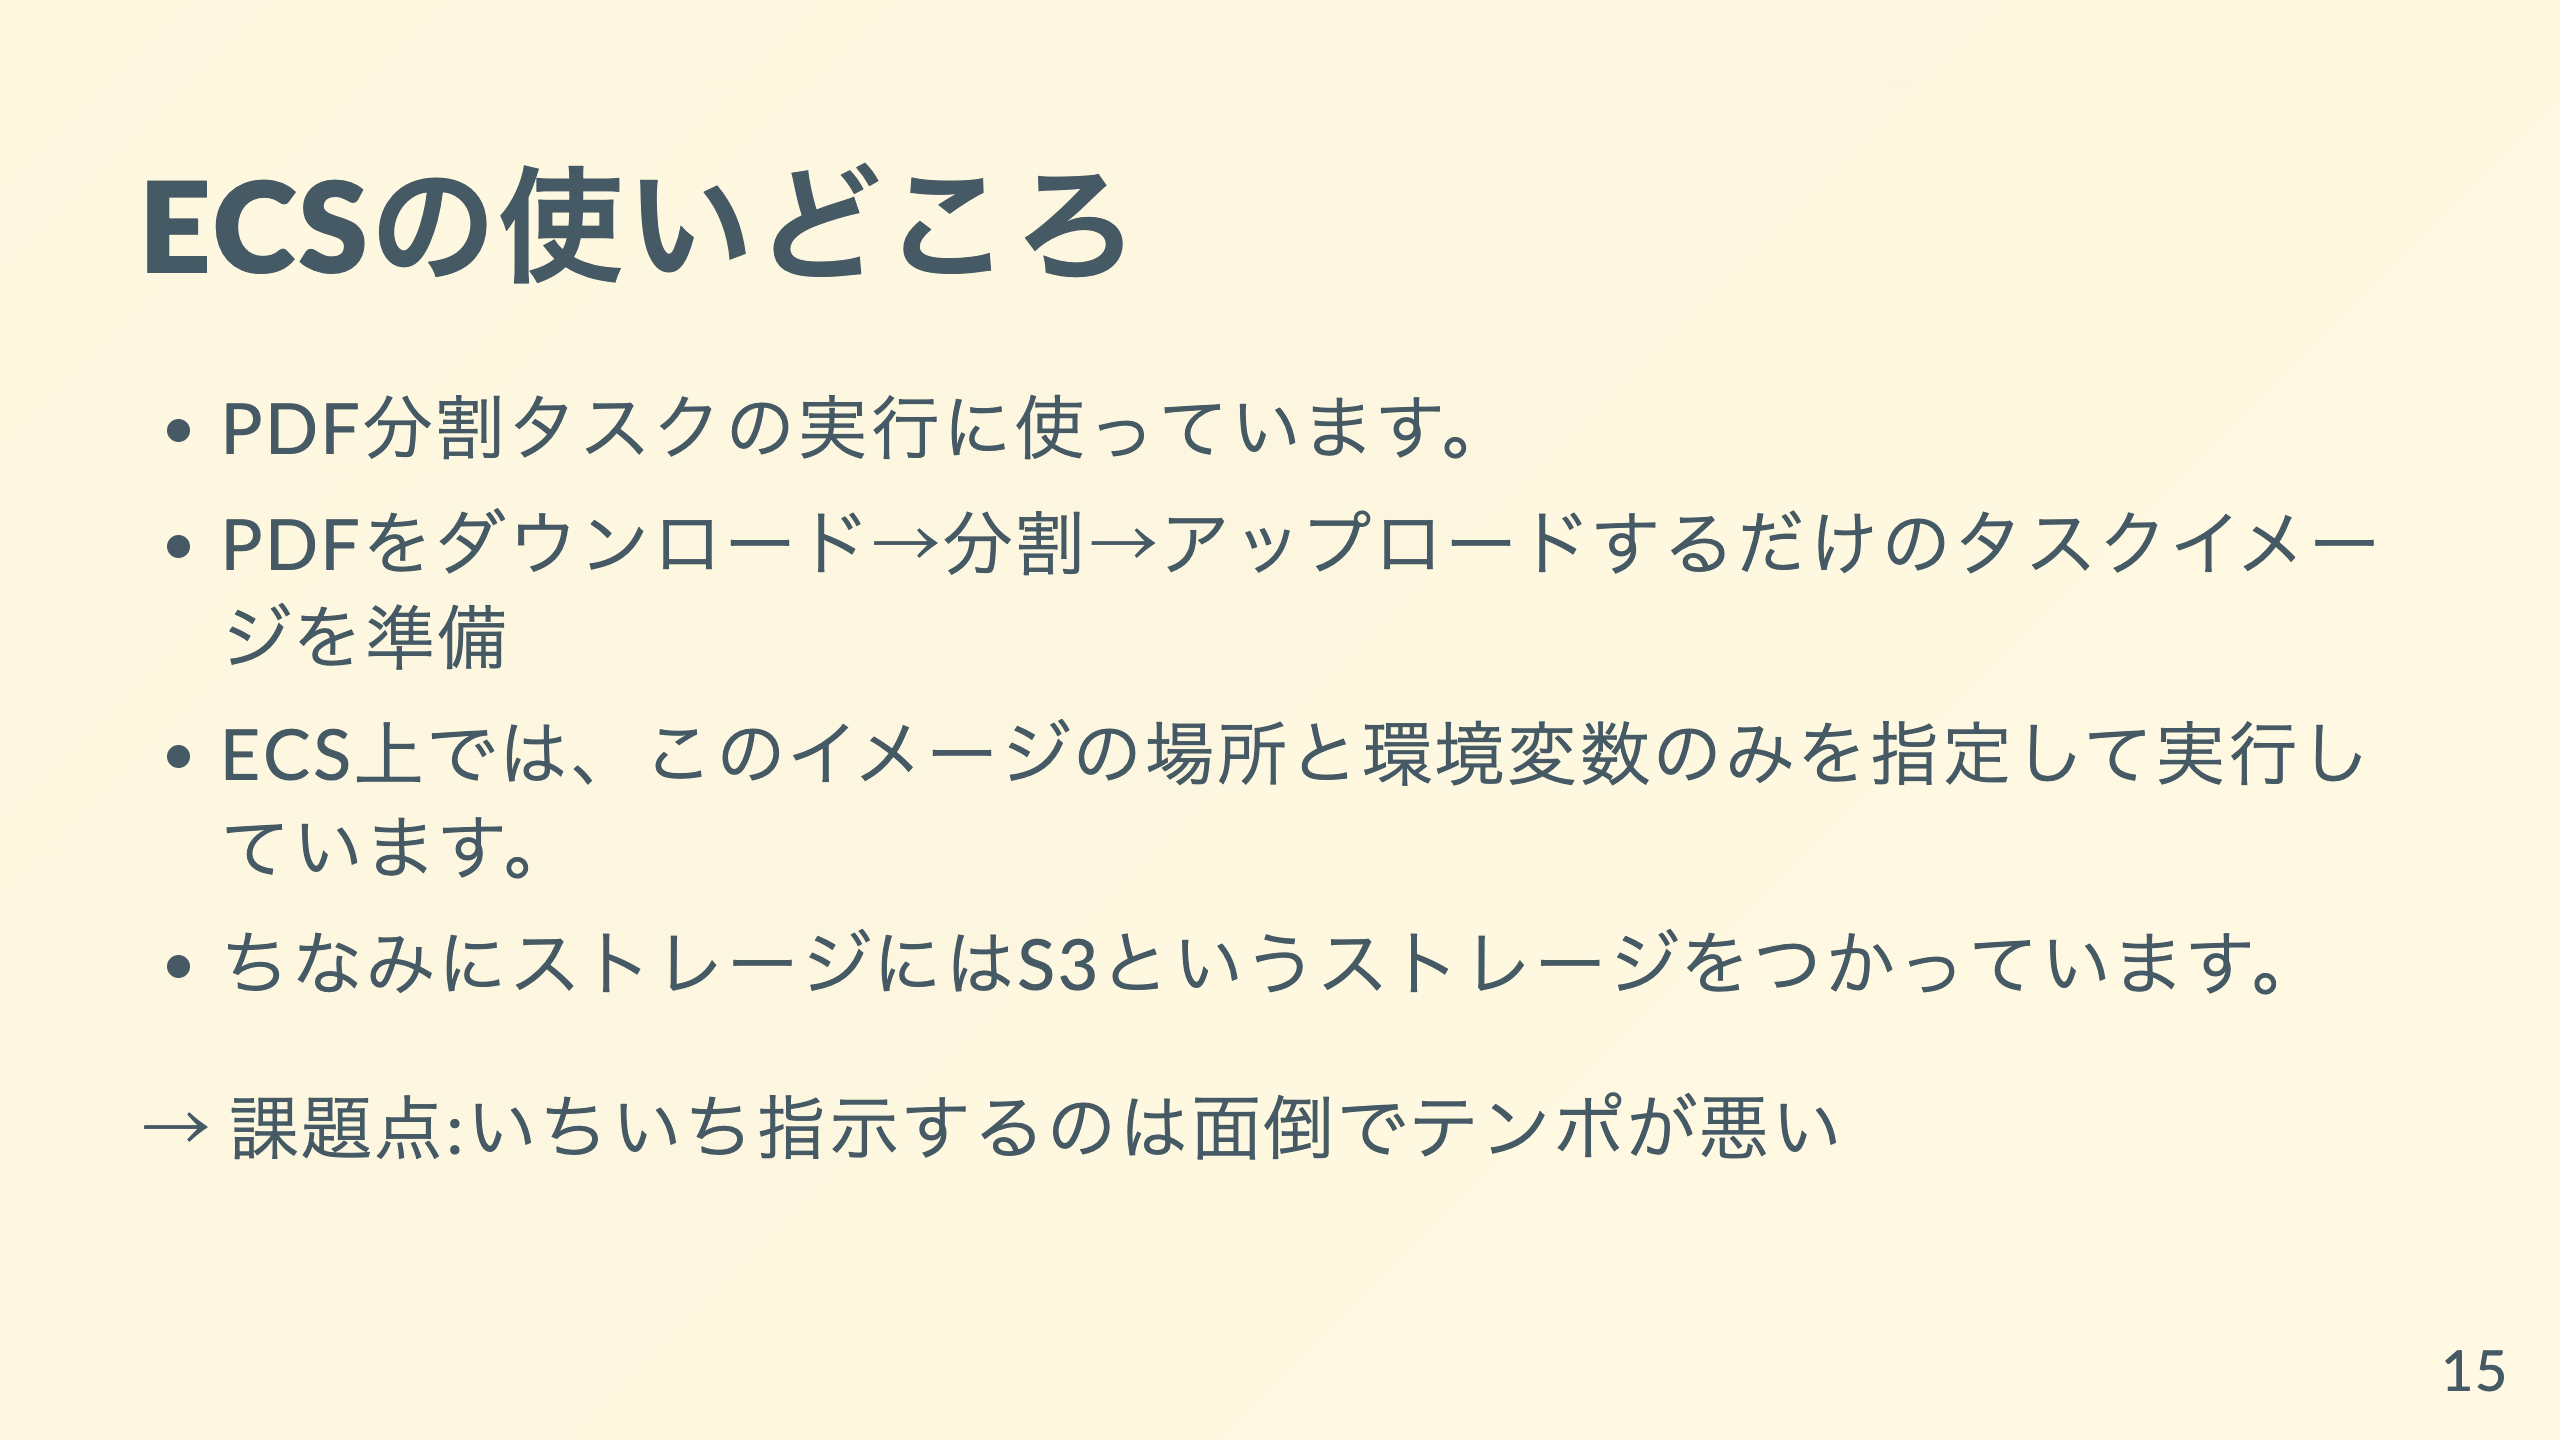 ECSの使いどころ
• PDF分割タスクの実行に使っています。
• PDFをダウンロード→分割→アップロードするだけのタスクイメー
ジを準備
• ECS上では、このイメージの場所と環境変数のみを指定して実行し
ています。
• ちなみにストレージにはS3というストレージをつかっています。
→ 課題点:いちいち指示するのは面倒でテンポが悪い
15